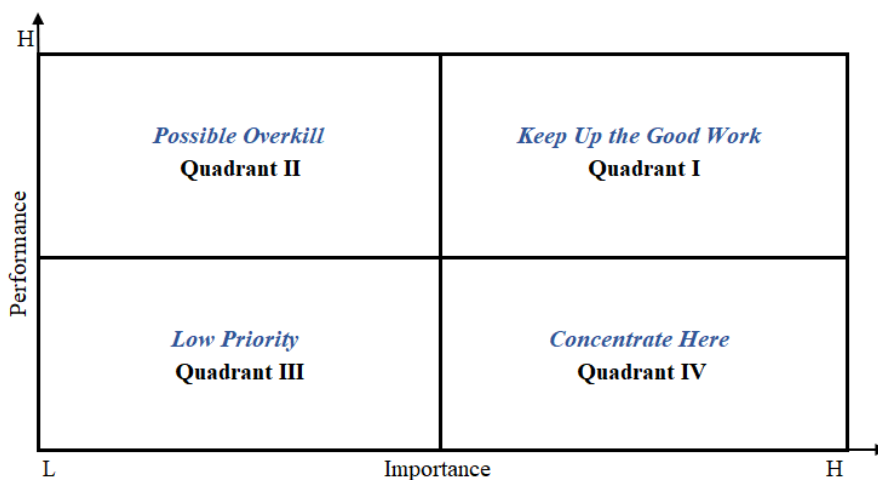 H
Possible Overkill
Quadrant II
Keep Up the Good Work
Quadrant I
Performance
Low Priority
Quadrant III
Concentrate Here
Quadrant IV
L
Importance
H